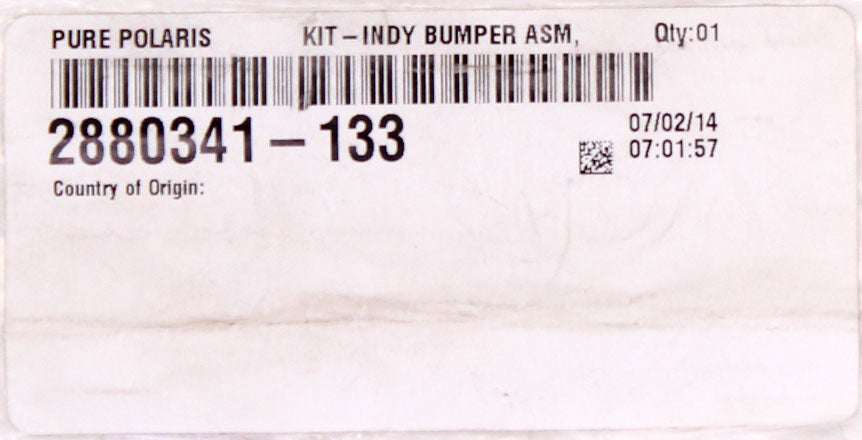 PURE POLARIS KIT-INDY BUMPER ASM, Qty:01
2880341-133
07/02/14
07:01:57
Country of Origin: